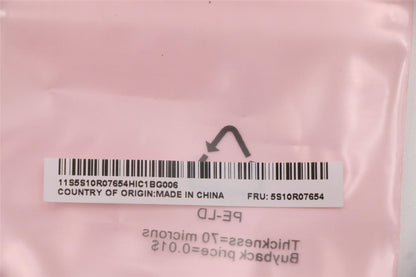 11S5S10R07654HIC1BG006
COUNTRY OF ORIGIN:MADE IN CHINA FRU: 5S10R07654
PE-LD
Thickness=70 microns
Buyback price=0.01$